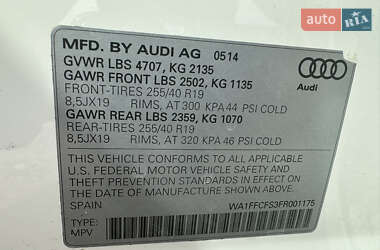 AUTO RIA
MFD. BY AUDI AG 0514
GVWR LBS 4707, KG 2135
GAWR FRONT LBS 2502, KG 1135
FRONT-TIRES 255/40 R19
8,5JX19 RIMS, AT 300 KPA 44 PSI COLD
GAWR REAR LBS 2359, KG 1070
REAR-TIRES 255/40 R19
8,5JX19 RIMS, AT 320 KPA 46 PSI COLD
Audi
THIS VEHICLE CONFORMS TO ALL APPLICABLE
U.S. FEDERAL MOTOR VEHICLE SAFETY AND
THEFT PREVENTION STANDARDS IN EFFECT ON
THE DATE OF MANUFACTURE SHOWN ABOVE.
SPAIN WA1FFCFS3FR001175
TYPE:
MPV